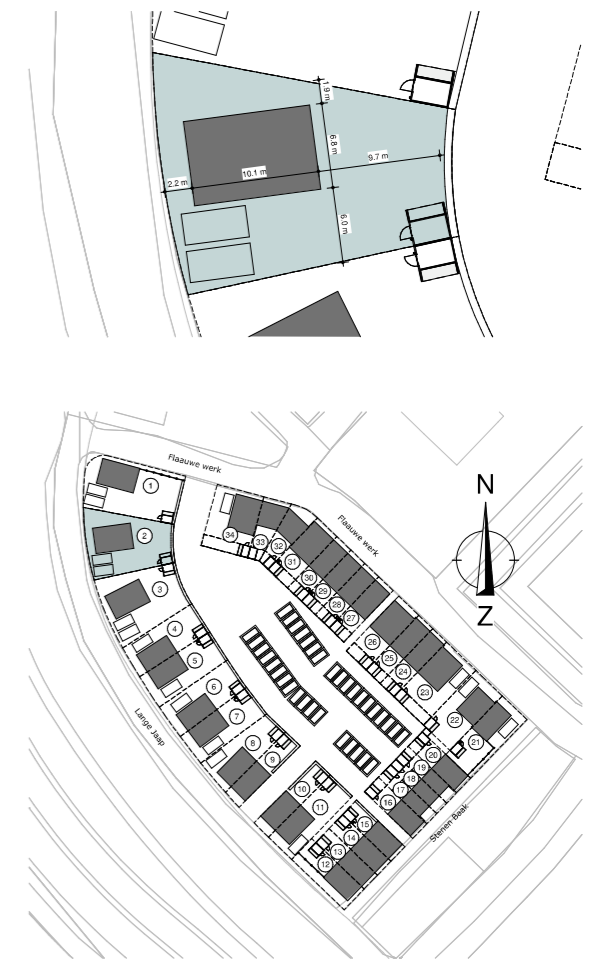 1.9 m
6.8 m
9.7 m
10.1 m
2.2 m
6.0 m
Flaauwe werk
N
Z
1
2
3
4
5
6
7
8
9
10
11
12
13
14
15
16
17
18
19
20
21
22
23
24
25
26
27
28
29
30
31
32
33
34
Flaauwe werk
Lange Jaap
Stenen Baak